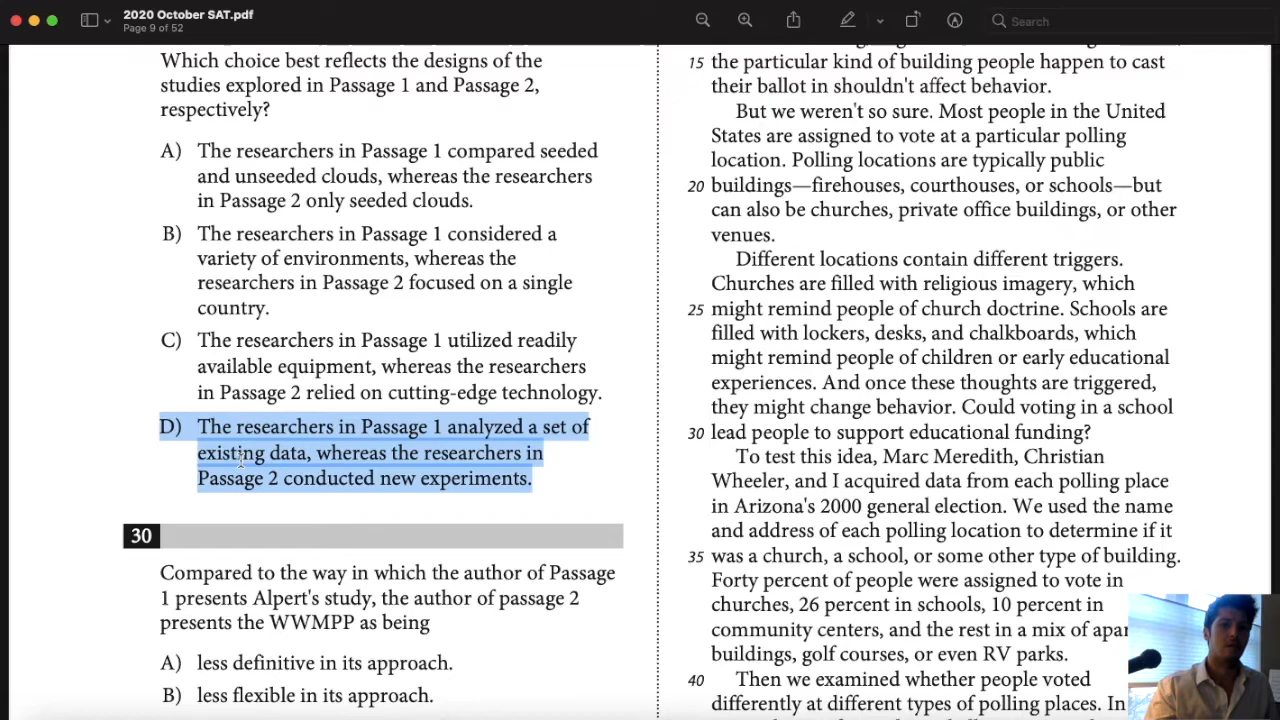 2020 October SAT.pdf
Page 9 of 52
Search
Which choice best reflects the designs of the
studies explored in Passage 1 and Passage 2,
respectively?
A) The researchers in Passage 1 compared seeded
and unseeded clouds, whereas the researchers
in Passage 2 only seeded clouds.
B) The researchers in Passage 1 considered a
variety of environments, whereas the
researchers in Passage 2 focused on a single
country.
C) The researchers in Passage 1 utilized readily
available equipment, whereas the researchers
in Passage 2 relied on cutting-edge technology.
D) The researchers in Passage 1 analyzed a set of
existing data, whereas the researchers in
Passage 2 conducted new experiments.
30
Compared to the way in which the author of Passage
1 presents Alpert's study, the author of passage 2
presents the WWMPP as being
A) less definitive in its approach.
B) less flexible in its approach.
15 the particular kind of building people happen to cast
their ballot in shouldn't affect behavior.
But we weren't so sure. Most people in the United
States are assigned to vote at a particular polling
location. Polling locations are typically public
20 buildings—firehouses, courthouses, or schools—but
can also be churches, private office buildings, or other
venues.
Different locations contain different triggers.
Churches are filled with religious imagery, which
25 might remind people of church doctrine. Schools are
filled with lockers, desks, and chalkboards, which
might remind people of children or early educational
experiences. And once these thoughts are triggered,
they might change behavior. Could voting in a school
30 lead people to support educational funding?
To test this idea, Marc Meredith, Christian
Wheeler, and I acquired data from each polling place
in Arizona's 2000 general election. We used the name
and address of each polling location to determine if it
35 was a church, a school, or some other type of building.
Forty percent of people were assigned to vote in
churches, 26 percent in schools, 10 percent in
community centers, and the rest in a mix of
buildings, golf courses, or even RV parks.
40 Then we examined whether people voted
differently at different types of polling places. In